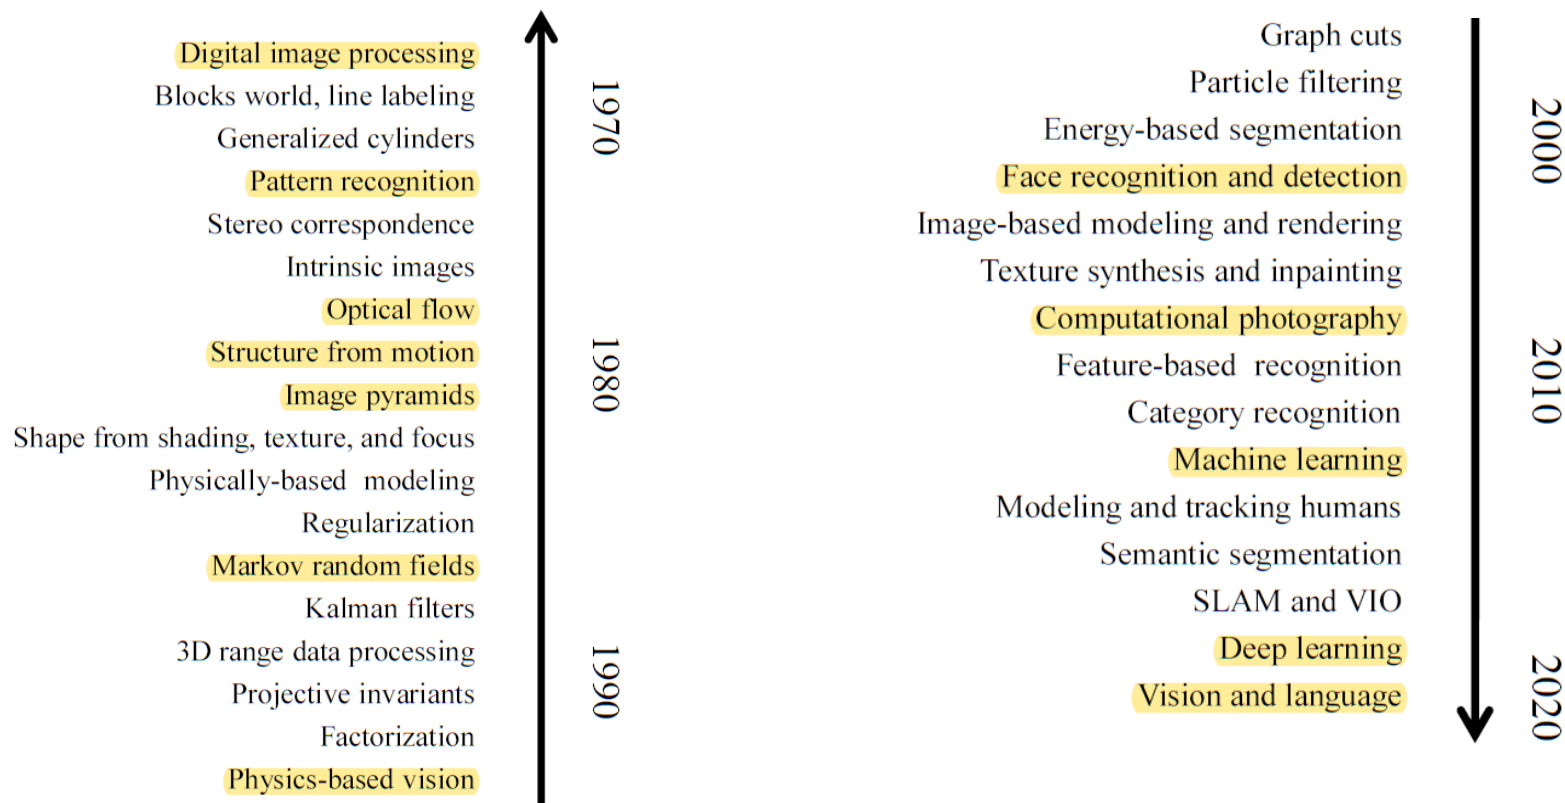 Digital image processing
Blocks world, line labeling
Generalized cylinders
Pattern recognition
Stereo correspondence
Intrinsic images
Optical flow
Structure from motion
Image pyramids
Shape from shading, texture, and focus
Physically-based modeling
Regularization
Markov random fields
Kalman filters
3D range data processing
Projective invariants
Factorization
Physics-based vision
1970
1980
1990
Graph cuts
Particle filtering
Energy-based segmentation
Face recognition and detection
Image-based modeling and rendering
Texture synthesis and inpainting
Computational photography
Feature-based recognition
Category recognition
Machine learning
Modeling and tracking humans
Semantic segmentation
SLAM and VIO
Deep learning
Vision and language
2000
2010
2020